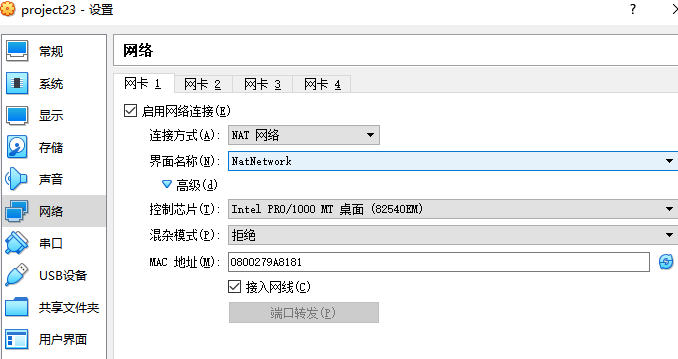 project23 - 设置
?
常规
系统
显示
存储
声音
网络
串口
USB设备
共享文件夹
用户界面
网络
网卡 1 网卡 2 网卡 3 网卡 4
启用网络连接(E)
连接方式(A): NAT 网络
界面名称(N): NatNetwork
高级(d)
控制芯片(T): Intel PRO/1000 MT 桌面 (82540EM)
混杂模式(P): 拒绝
MAC 地址(M): 0800279A8181
接入网线(C)
端口转发(P)